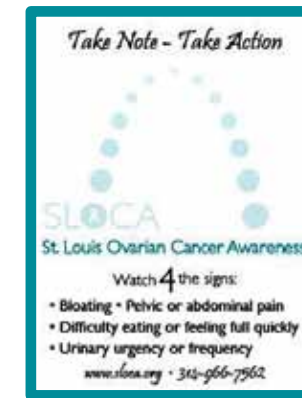 Take Note - Take Action
SLOCA
St. Louis Ovarian Cancer Awareness
Watch 4 the signs:
• Bloating • Pelvic or abdominal pain
• Difficulty eating or feeling full quickly
• Urinary urgency or frequency
www.sloca.org • 314-966-7562